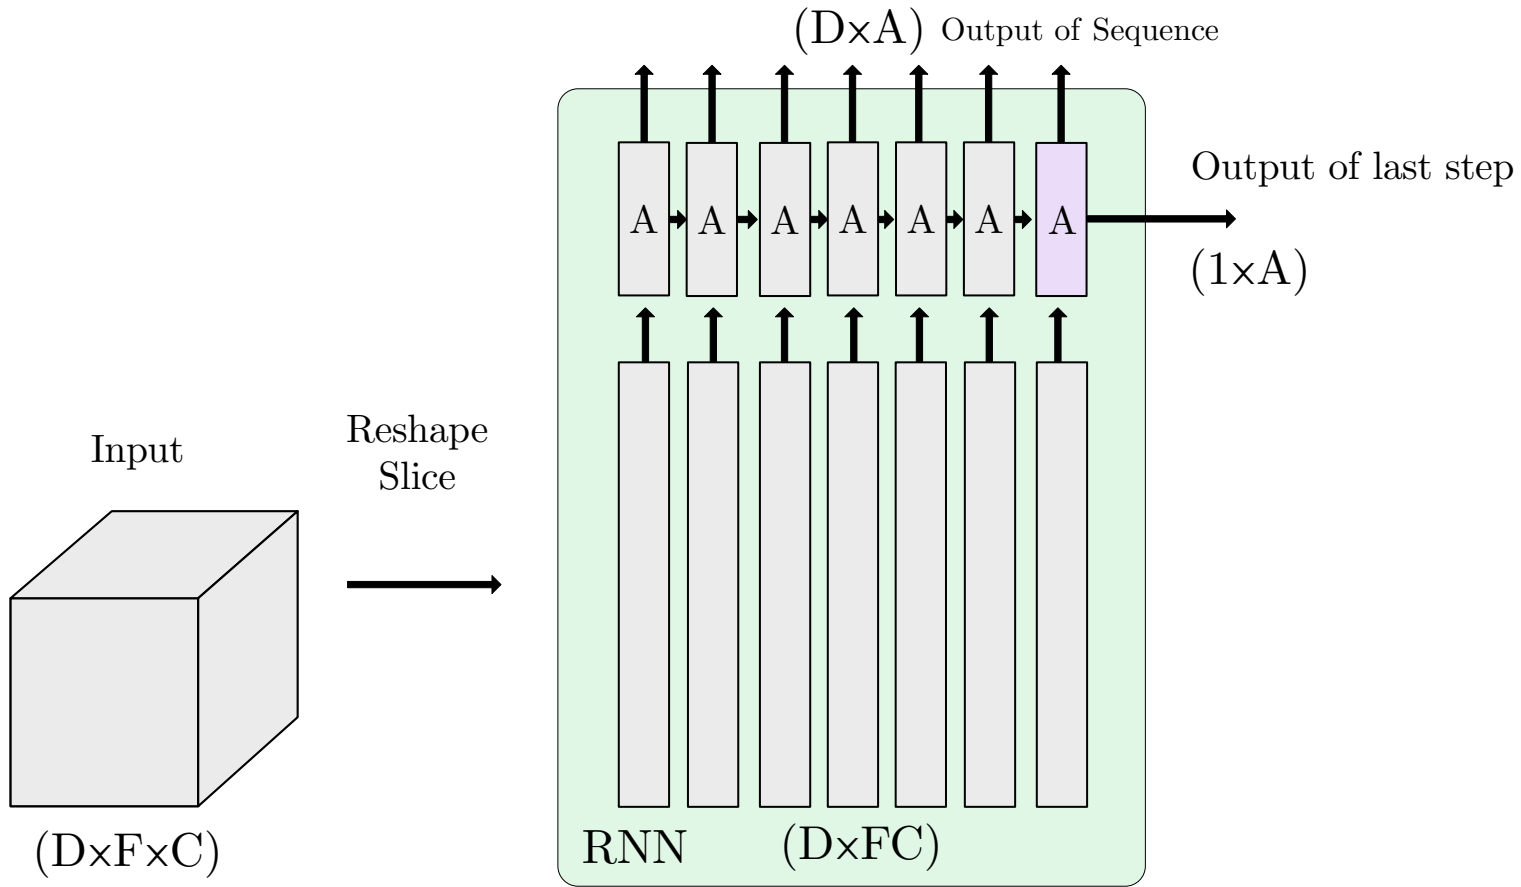 (D×A) Output of Sequence
Output of last step
A A A A A A A
(1×A)
Input
Reshape
Slice
(D×F×C)
RNN
(D×FC)